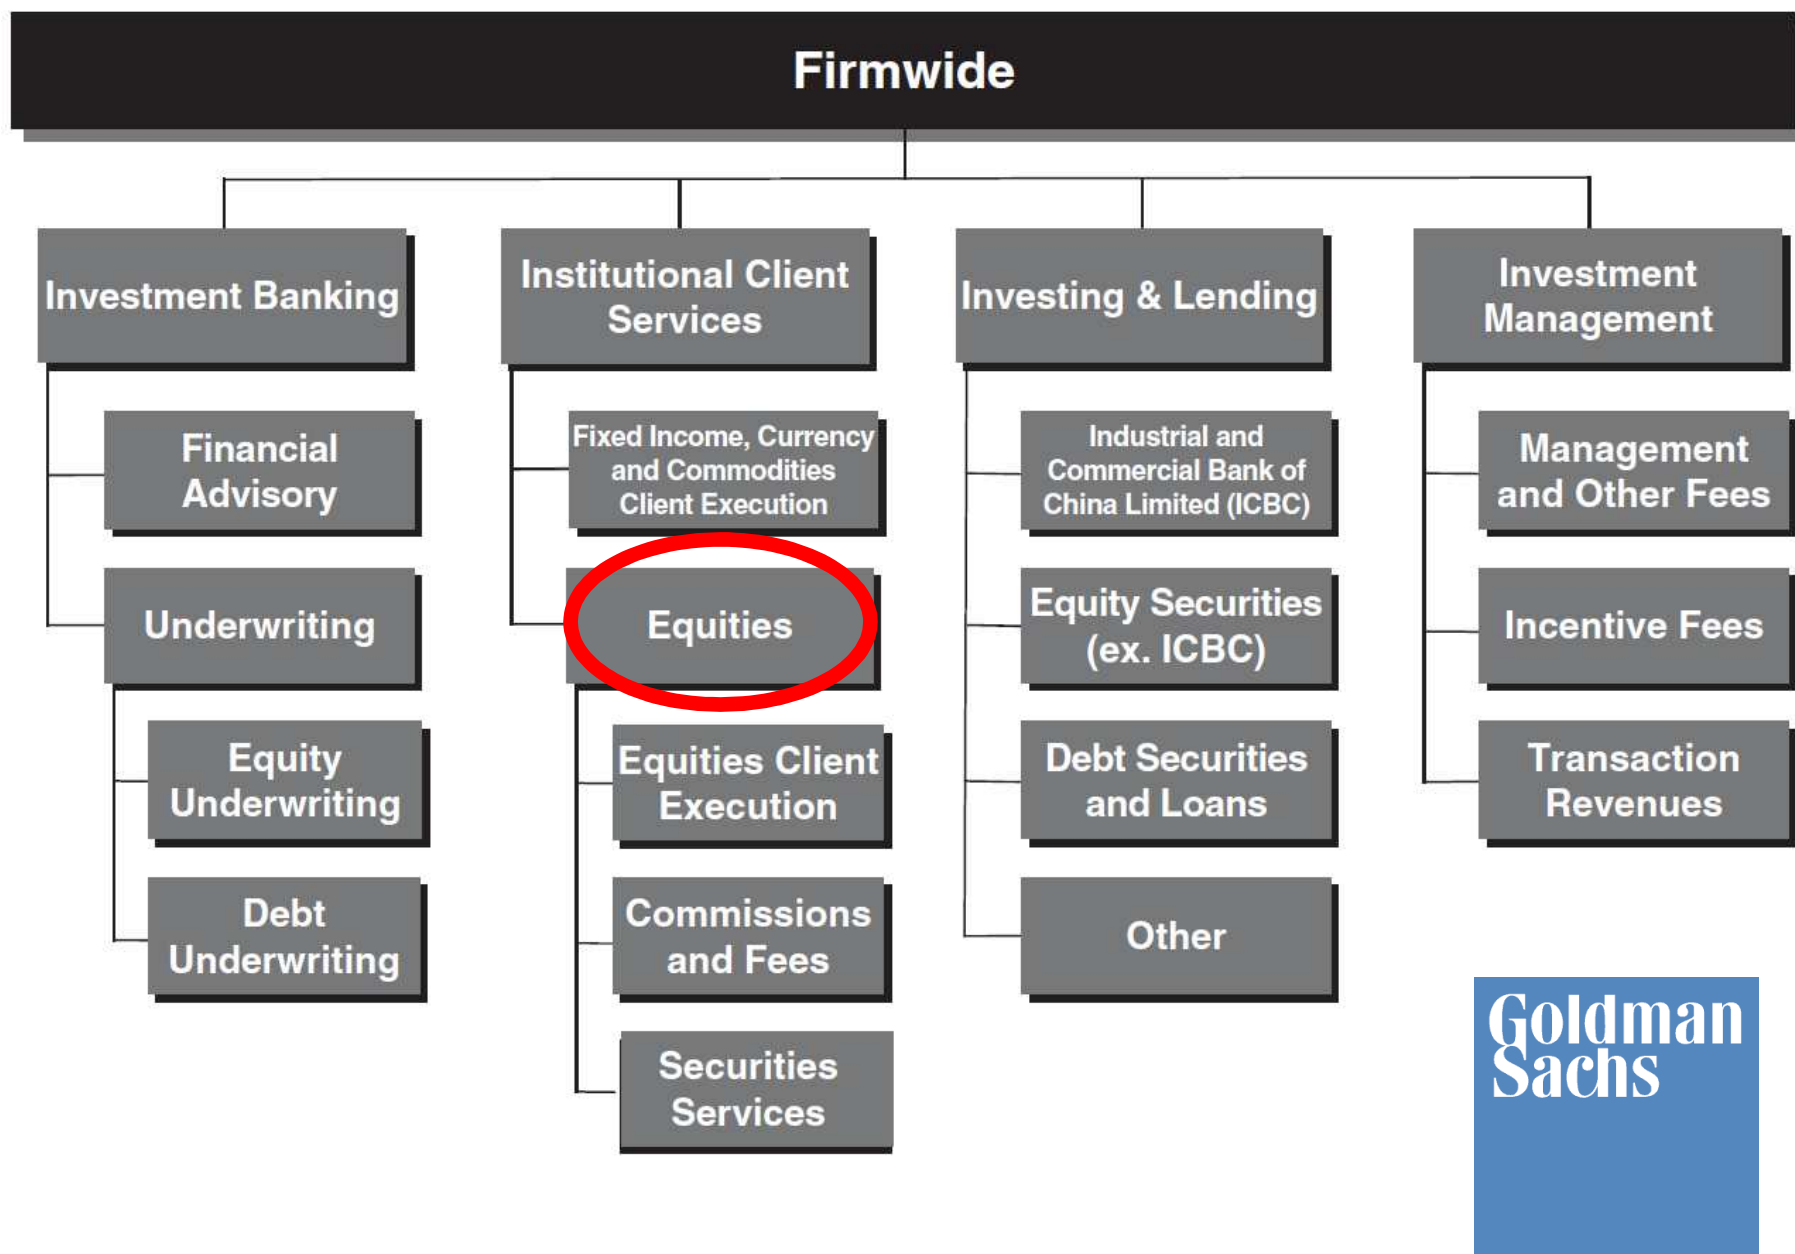 Firmwide
Investment Banking
Financial
Advisory
Underwriting
Equity
Underwriting
Debt
Underwriting
Institutional Client
Services
Fixed Income, Currency
and Commodities
Client Execution
Equities
Equities Client
Execution
Commissions
and Fees
Securities
Services
Investing & Lending
Industrial and
Commercial Bank of
China Limited (ICBC)
Equity Securities
(ex. ICBC)
Debt Securities
and Loans
Other
Investment
Management
Management
and Other Fees
Incentive Fees
Transaction
Revenues
Goldman
Sachs